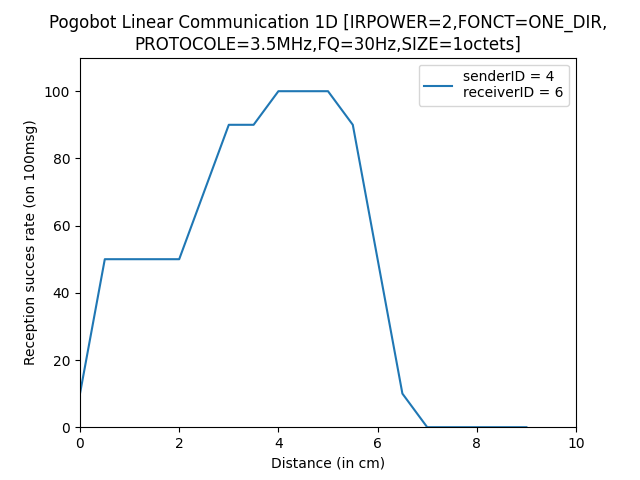 Pogobot Linear Communication 1D [IRPOWER=2,FONCT=ONE_DIR,
PROTOCOLE=3.5MHz,FQ=30Hz,SIZE=1octets]
senderID = 4
receiverID = 6
Reception succes rate (on 100msg)
100
80
60
40
20
0
0 2 4 6 8 10
Distance (in cm)